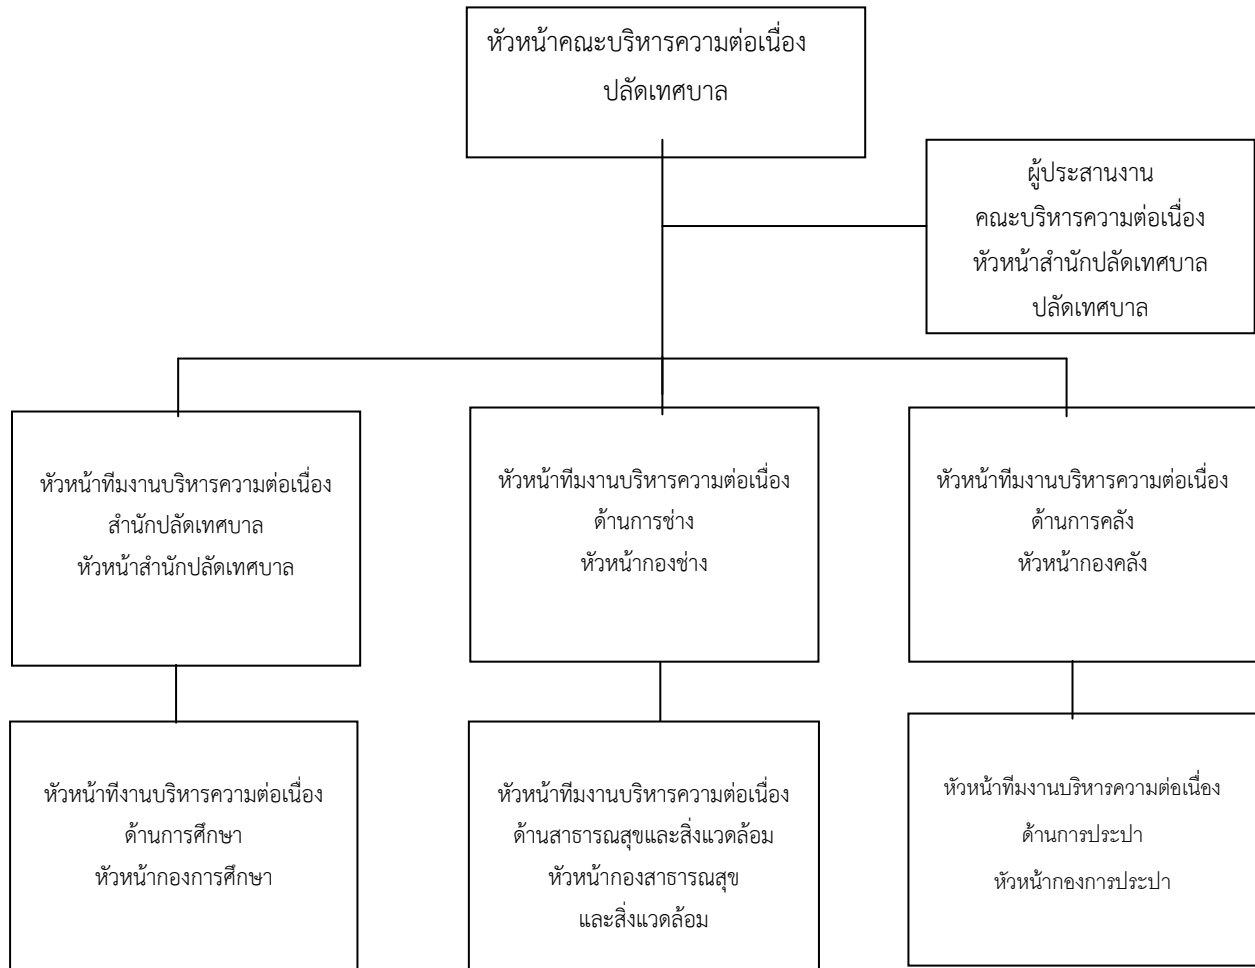 หัวหน้าคณะบริหารความต่อเนื่อง
ปลัดเทศบาล
ผู้ประสานงาน
คณะบริหารความต่อเนื่อง
หัวหน้าสำนักปลัดเทศบาล
ปลัดเทศบาล
หัวหน้าทีมงานบริหารความต่อเนื่อง
สำนักปลัดเทศบาล
หัวหน้าสำนักปลัดเทศบาล
หัวหน้าทีมงานบริหารความต่อเนื่อง
ด้านการช่าง
หัวหน้ากองช่าง
หัวหน้าทีมงานบริหารความต่อเนื่อง
ด้านการคลัง
หัวหน้ากองคลัง
หัวหน้าทีงานบริหารความต่อเนื่อง
ด้านการศึกษา
หัวหน้ากองการศึกษา
หัวหน้าทีมงานบริหารความต่อเนื่อง
ด้านสาธารณสุขและสิ่งแวดล้อม
หัวหน้ากองสาธารณสุข
และสิ่งแวดล้อม
หัวหน้าทีมงานบริหารความต่อเนื่อง
ด้านการประปา
หัวหน้ากองการประปา